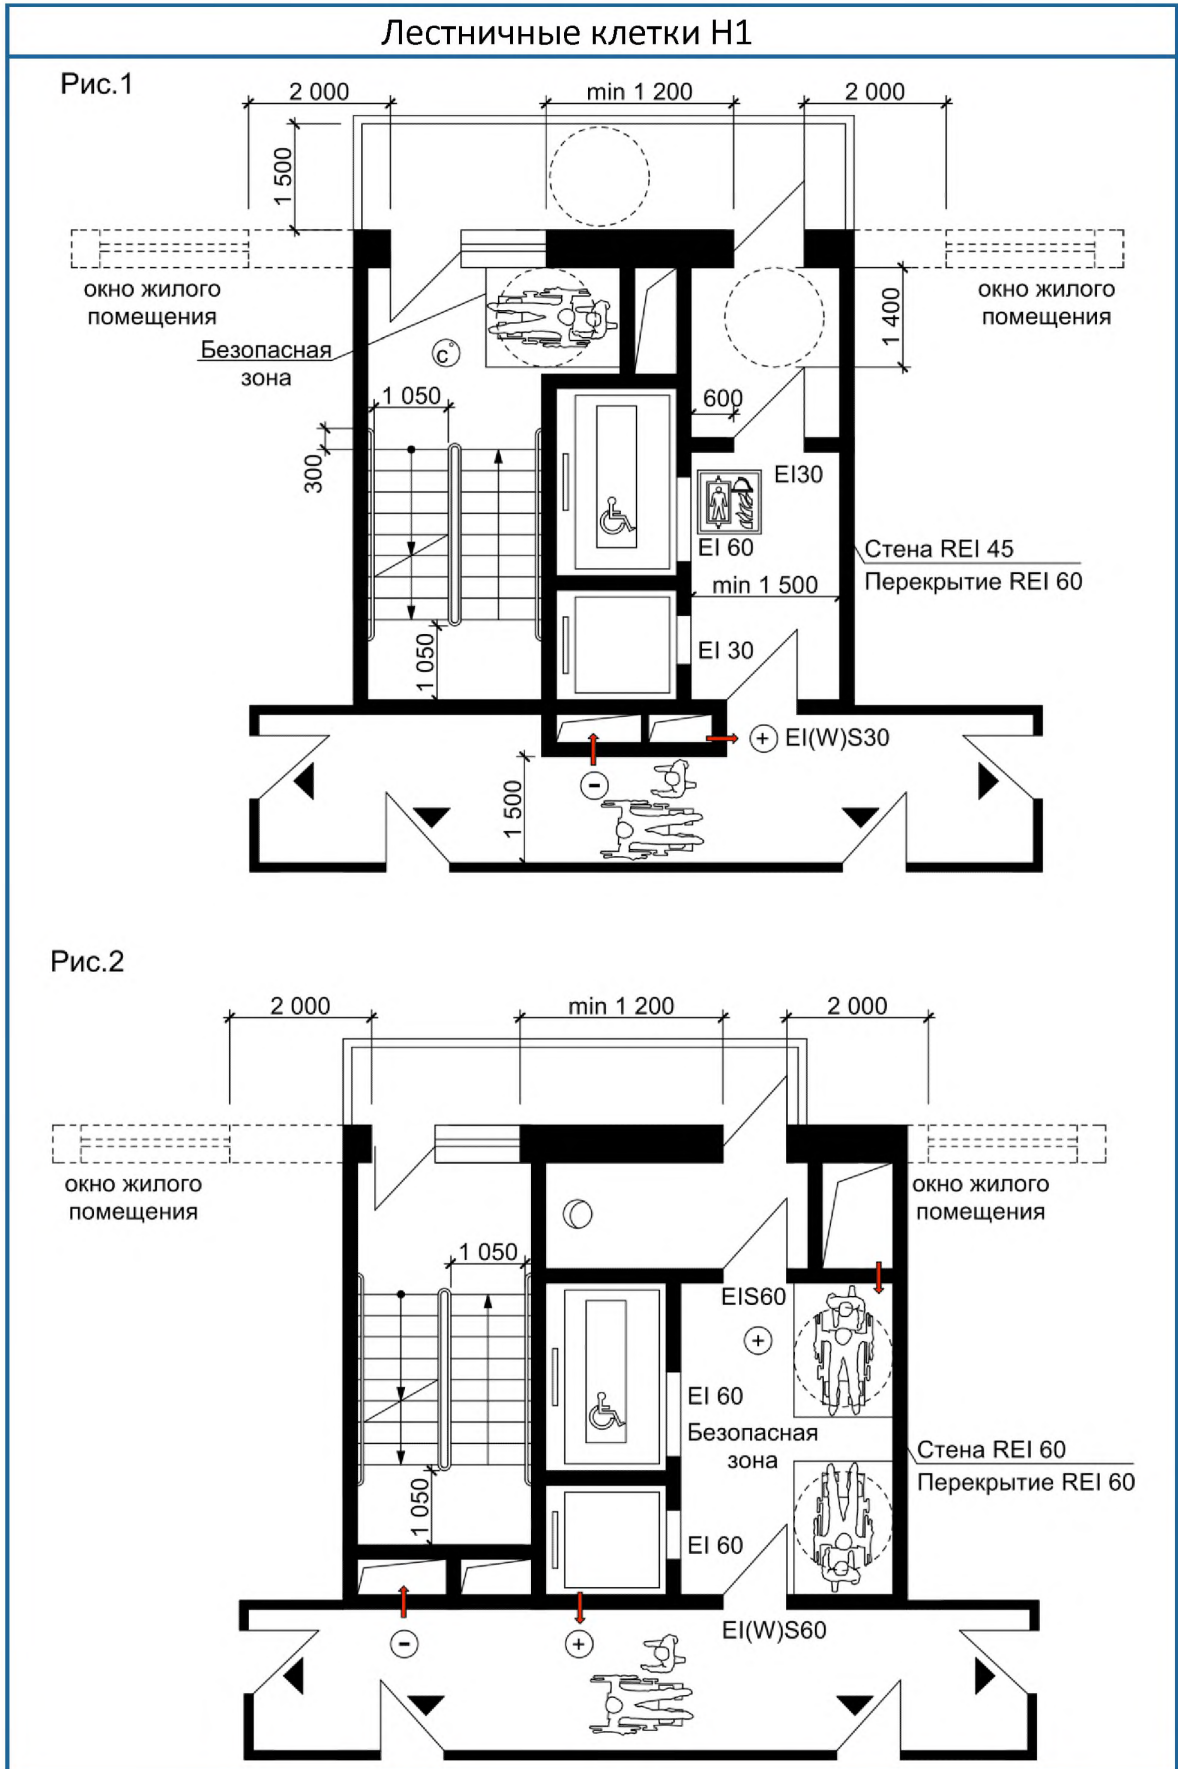 Лестничные клетки Н1
Рис.1
2 000
min 1 200
2 000
1 500
окно жилого
помещения
окно жилого
помещения
1 400
Безопасная
зона
c°
1 050
600
300
EI30
EI 60
Стена REI 45
Перекрытие REI 60
min 1 500
EI 30
1 050
+
EI(W)S30
-
1 500
Рис.2
2 000
min 1 200
2 000
окно жилого
помещения
окно жилого
помещения
1 050
EIS60
+
EI 60
Безопасная
зона
Стена REI 60
Перекрытие REI 60
1 050
EI 60
EI(W)S60
-
+